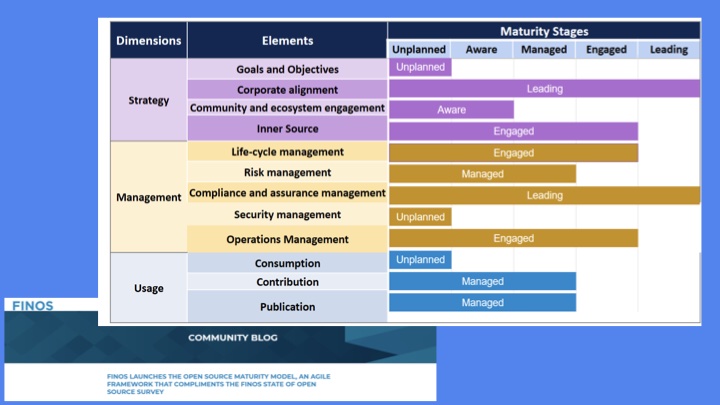 Dimensions Elements Maturity Stages
Unplanned Aware Managed Engaged Leading
Strategy
Goals and Objectives Unplanned
Corporate alignment Leading
Community and ecosystem engagement Aware
Inner Source Engaged
Management
Life-cycle management Engaged
Risk management Managed
Compliance and assurance management Leading
Security management Unplanned
Operations Management Engaged
Usage
Consumption Unplanned
Contribution Managed
Publication Managed
FINOS
COMMUNITY BLOG
FINOS LAUNCHES THE OPEN SOURCE MATURITY MODEL, AN AGILE
FRAMEWORK THAT COMPLIMENTS THE FINOS STATE OF OPEN
SOURCE SURVEY